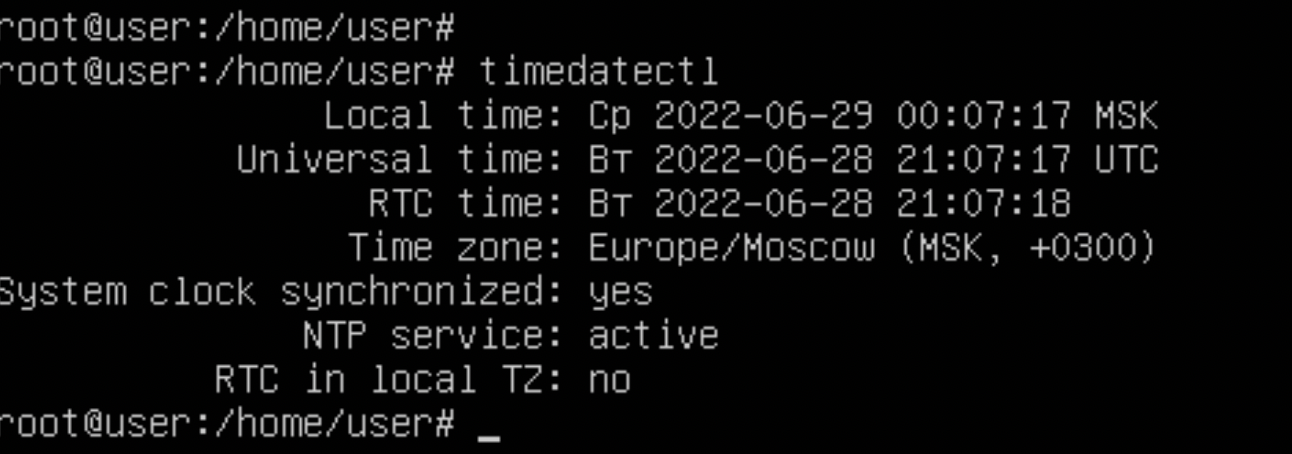 root@user:/home/user#
root@user:/home/user# timedatectl
Local time: Ср 2022-06-29 00:07:17 MSK
Universal time: Вт 2022-06-28 21:07:17 UTC
RTC time: Вт 2022-06-28 21:07:18
Time zone: Europe/Moscow (MSK, +0300)
System clock synchronized: yes
NTP service: active
RTC in local TZ: no
root@user:/home/user# _